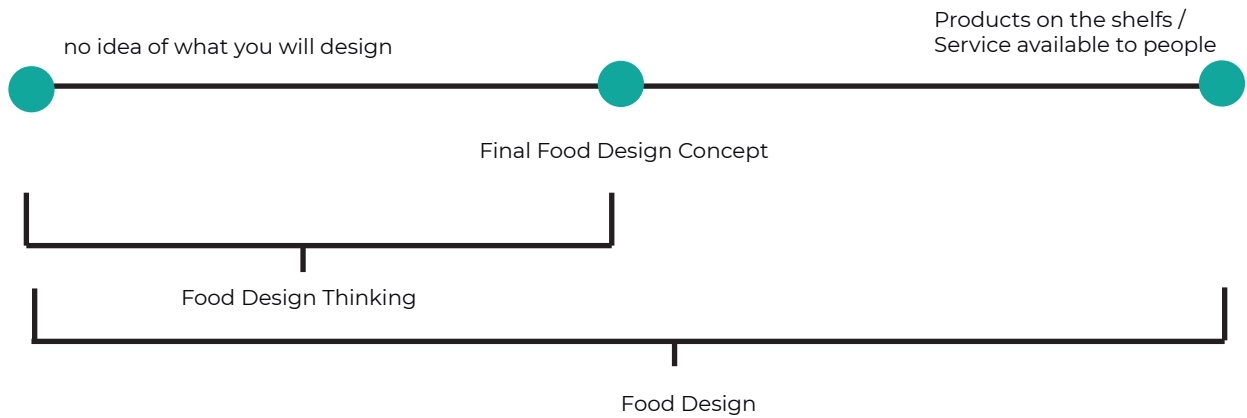 no idea of what you will design
Products on the shelfs /
Service available to people
Final Food Design Concept
Food Design Thinking
Food Design